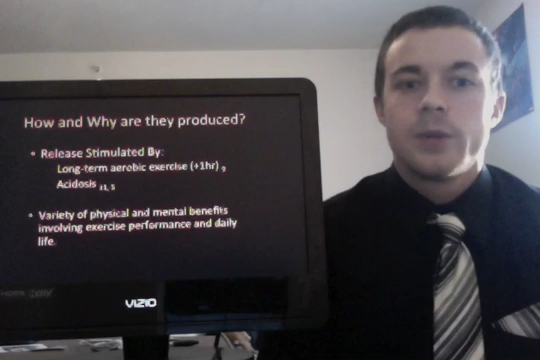 How and Why are they produced?
• Release Stimulated By:
Long-term aerobic exercise (+1hr) 9
Acidosis 11, 5
• Variety of physical and mental benefits
involving exercise performance and daily
life.
VIZIO